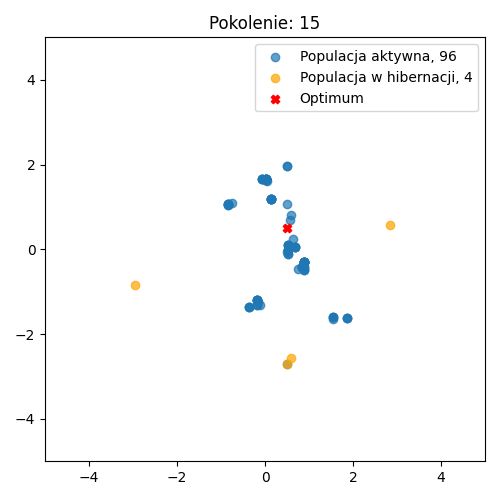 Pokolenie: 15
Populacja aktywna, 96
Populacja w hibernacji, 4
Optimum
4
2
0
−2
−4
−4 −2 0 2 4